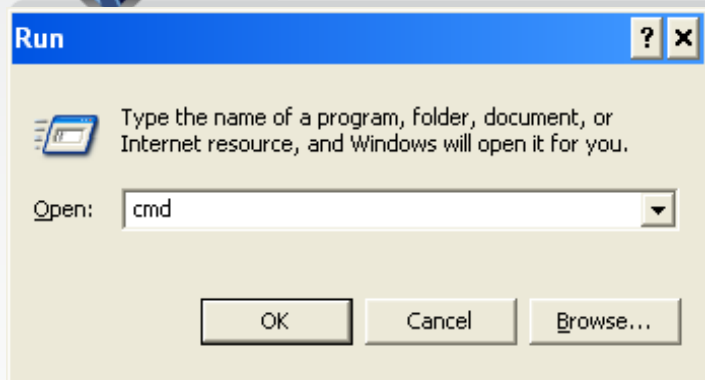 Run
Type the name of a program, folder, document, or
Internet resource, and Windows will open it for you.
Open: cmd
OK Cancel Browse...